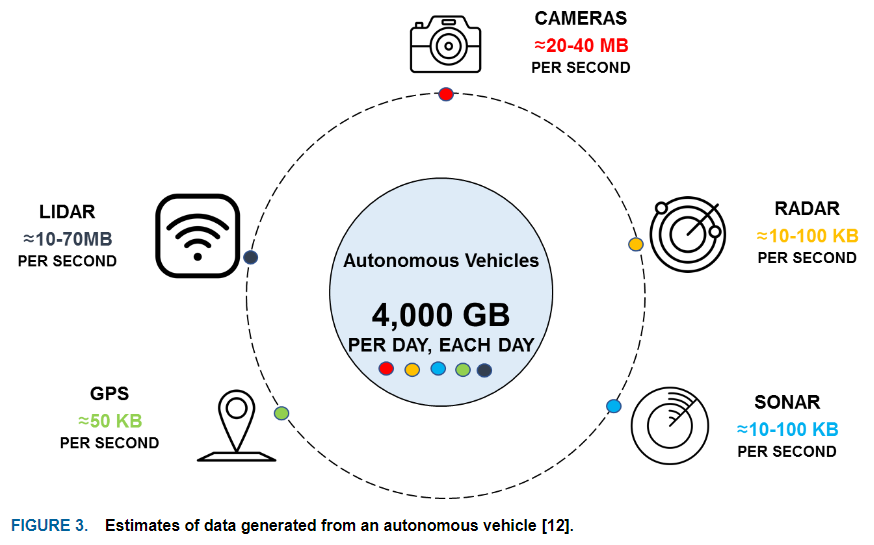 CAMERAS
≈20-40 MB
PER SECOND
LIDAR
≈10-70MB
PER SECOND
RADAR
≈10-100 KB
PER SECOND
Autonomous Vehicles
4,000 GB
PER DAY, EACH DAY
GPS
≈50 KB
PER SECOND
SONAR
≈10-100 KB
PER SECOND
FIGURE 3. Estimates of data generated from an autonomous vehicle [12].